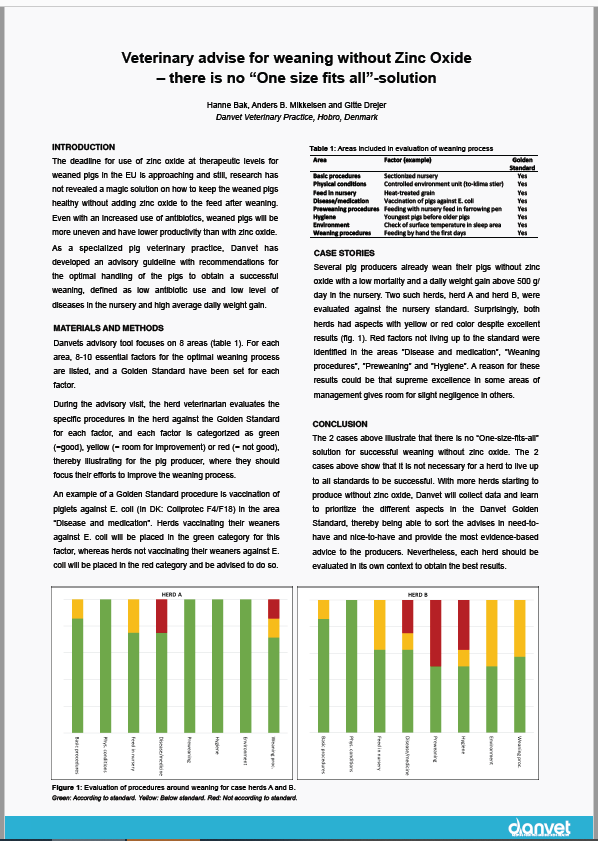 Veterinary advise for weaning without Zinc Oxide
– there is no “One size fits all”-solution
Hanne Bak, Anders B. Mikkelsen and Gitte Drejer
Danvet Veterinary Practice, Hobro, Denmark
INTRODUCTION
The deadline for use of zinc oxide at therapeutic levels for
weaned pigs in the EU is approaching and still, research has
not revealed a magic solution on how to keep the weaned pigs
healthy without adding zinc oxide to the feed after weaning.
Even with an increased use of antibiotics, weaned pigs will be
more uneven and have lower productivity than with zinc oxide.
As a specialized pig veterinary practice, Danvet has
developed an advisory guideline with recommendations for
the optimal handling of the pigs to obtain a successful
weaning, defined as low antibiotic use and low level of
diseases in the nursery and high average daily weight gain.
MATERIALS AND METHODS
Danvets advisory tool focuses on 8 areas (table 1). For each
area, 8-10 essential factors for the optimal weaning process
are listed, and a Golden Standard have been set for each
factor.
During the advisory visit, the herd veterinarian evaluates the
specific procedures in the herd against the Golden Standard
for each factor, and each factor is categorized as green
(=good), yellow (= room for improvement) or red (= not good),
thereby illustrating for the pig producer, where they should
focus their efforts to improve the weaning process.
An example of a Golden Standard procedure is vaccination of
piglets against E. coli (in DK: Coliprotec F4/F18) in the area
“Disease and medication”. Herds vaccinating their weaners
against E. coli will be placed in the green category for this
factor, whereas herds not vaccinating their weaners against E.
coli will be placed in the red category and be advised to do so.
Table 1: Areas included in evaluation of weaning process
Area Factor (example) Golden Standard
Basic procedures Sectionized nursery Yes
Physical conditions Controlled environment unit (to-klima stier) Yes
Feed in nursery Heat-treated grain Yes
Disease/medication Vaccination of pigs against E. coli Yes
Preweaning procedures Feeding with nursery feed in farrowing pen Yes
Hygiene Youngest pigs before older pigs Yes
Environment Check of surface temperature in sleep area Yes
Weaning procedures Feeding by hand the first days Yes
CASE STORIES
Several pig producers already wean their pigs without zinc
oxide with a low mortality and a daily weight gain above 500 g/
day in the nursery. Two such herds, herd A and herd B, were
evaluated against the nursery standard. Surprisingly, both
herds had aspects with yellow or red color despite excellent
results (fig. 1). Red factors not living up to the standard were
identified in the areas “Disease and medication”, “Weaning
procedures”, “Preweaning” and “Hygiene”. A reason for these
results could be that supreme excellence in some areas of
management gives room for slight negligence in others.
CONCLUSION
The 2 cases above illustrate that there is no “One-size-fits-all”
solution for successful weaning without zinc oxide. The 2
cases above show that it is not necessary for a herd to live up
to all standards to be successful. With more herds starting to
produce without zinc oxide, Danvet will collect data and learn
to prioritize the different aspects in the Danvet Golden
Standard, thereby being able to sort the advises in need-to-
have and nice-to-have and provide the most evidence-based
advice to the producers. Nevertheless, each herd should be
evaluated in its own context to obtain the best results.
HERD A
Basic procedures
Phys. conditions
Feed in nursery
Disease/medicine
Preweaning
Hygiene
Environment
Weaning proc.
HERD B
Basic procedures
Phys. conditions
Feed in nursery
Disease/medicine
Preweaning
Hygiene
Environment
Weaning proc.
Figure 1: Evaluation of procedures around weaning for case herds A and B.
Green: According to standard. Yellow: Below standard. Red: Not according to standard.
danvet